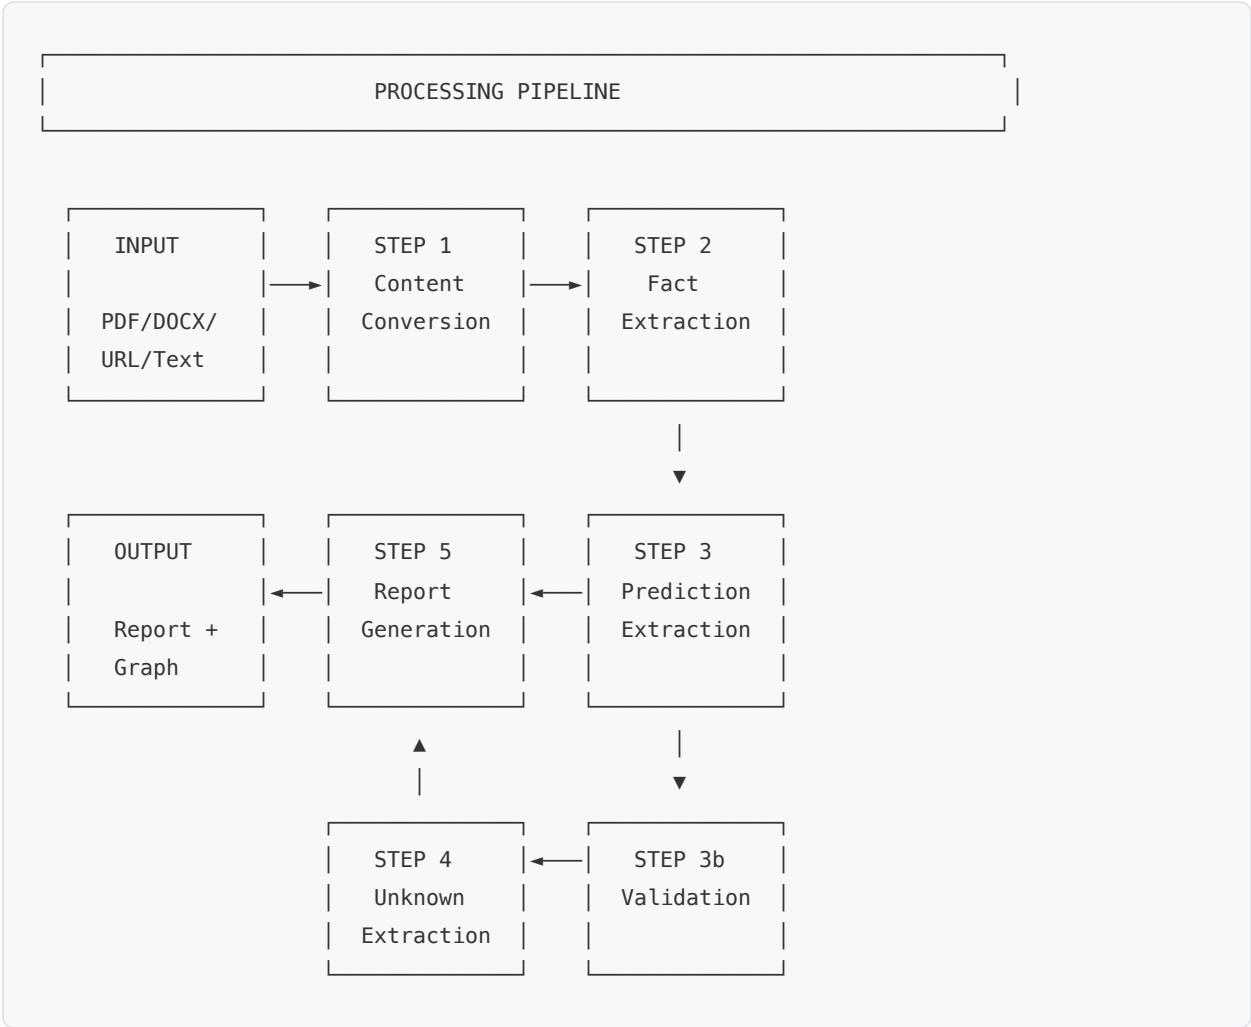 PROCESSING PIPELINE
INPUT
PDF/DOCX/
URL/Text
STEP 1
Content
Conversion
STEP 2
Fact
Extraction
OUTPUT
Report +
Graph
STEP 5
Report
Generation
STEP 3
Prediction
Extraction
STEP 4
Unknown
Extraction
STEP 3b
Validation